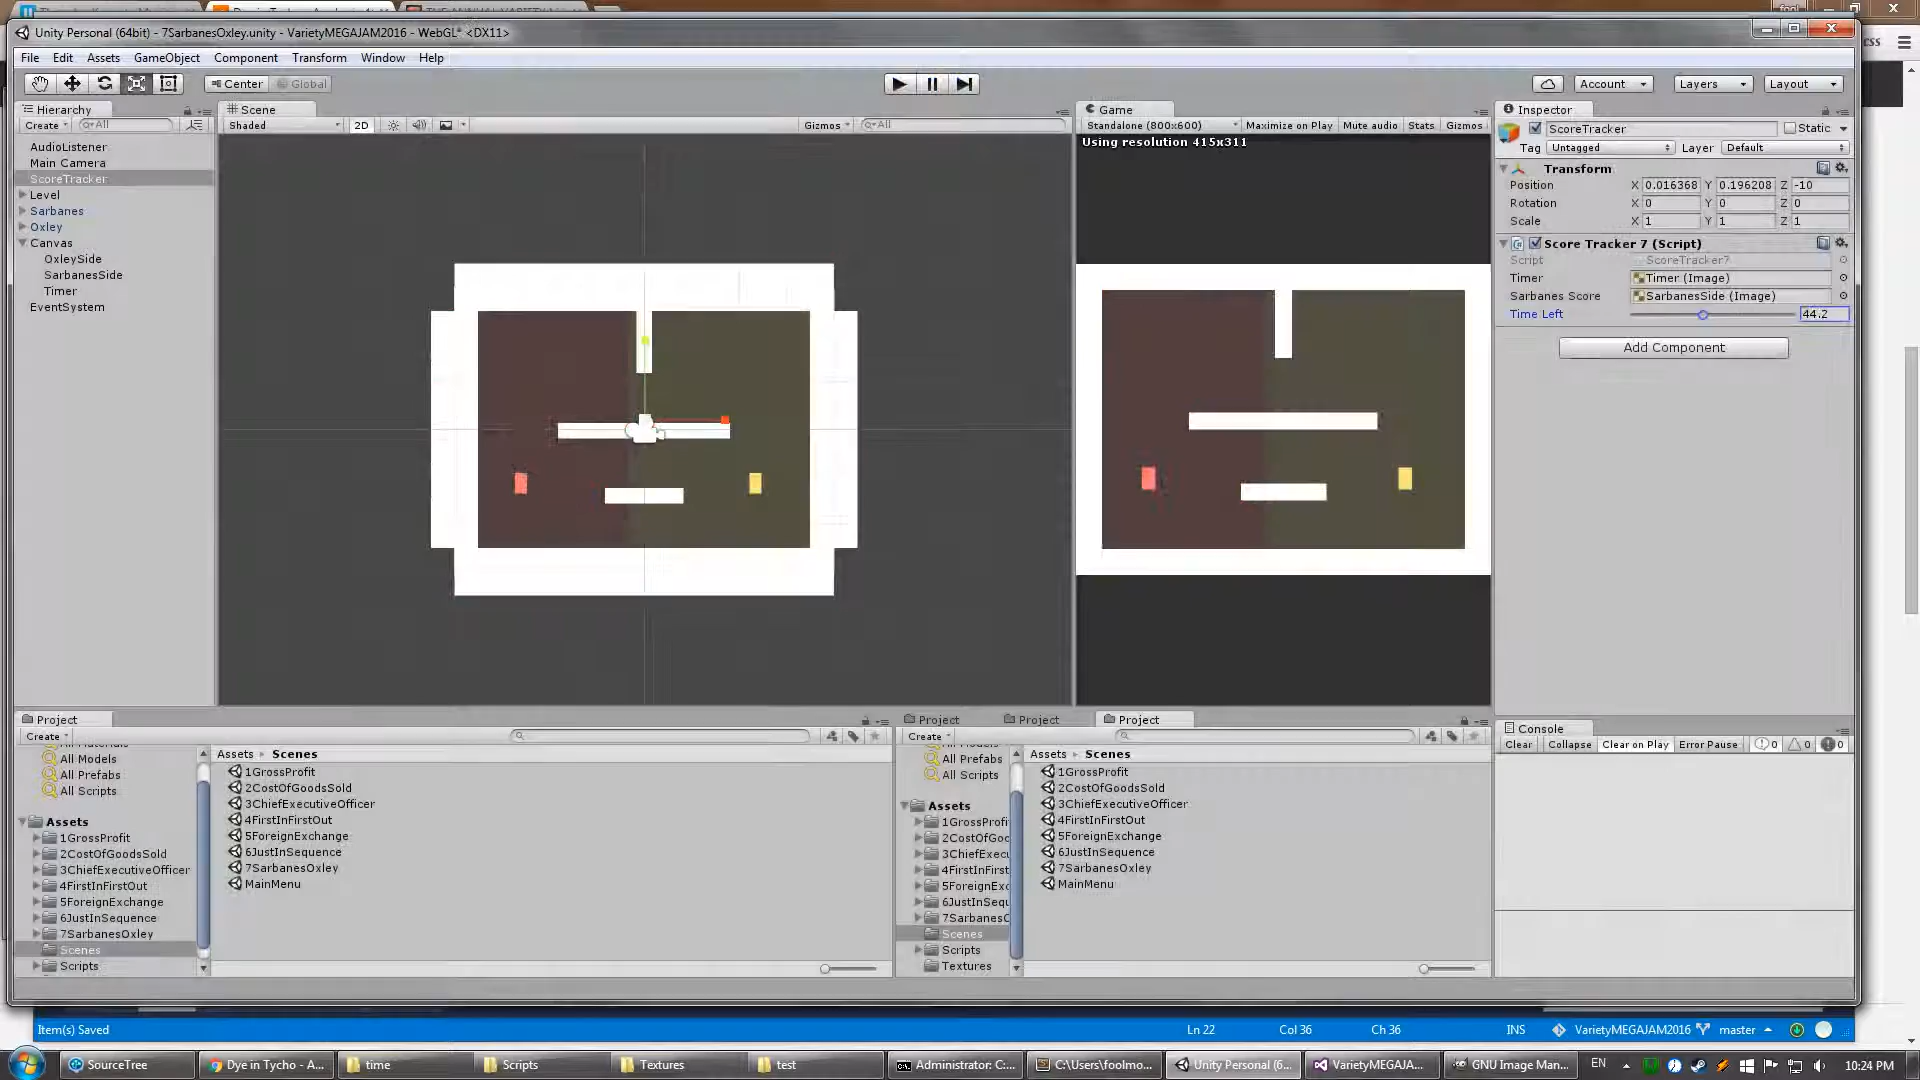 Unity Personal (64bit) - 7SarbanesOxley.unity - VarietyMEGAJAM2016 - WebGL* <DX11>
File Edit Assets GameObject Component Transform Window Help
Center Global Account Layers Layout
Hierarchy
Create All
AudioListener
Main Camera
ScoreTracker
Level
Sarbanes
Oxley
Canvas
OxleySide
SarbanesSide
Timer
EventSystem
Scene
Shaded 2D Gizmos All
Game
Standalone (800x600) Maximize on Play Mute audio Stats Gizmos
Using resolution 415x311
Inspector
ScoreTracker Static
Tag Untagged Layer Default
Transform
Position X 0.016368 Y 0.196208 Z -10
Rotation X 0 Y 0 Z 0
Scale X 1 Y 1 Z 1
Score Tracker 7 (Script)
Script ScoreTracker7
Timer Timer (Image)
Sarbanes Score SarbanesSide (Image)
Time Left 44.2
Add Component
Project
Create
All Models
All Prefabs
All Scripts
Assets
1GrossProfit
2CostOfGoodsSold
3ChiefExecutiveOfficer
4FirstInFirstOut
5ForeignExchange
6JustInSequence
7SarbanesOxley
Scenes
Scripts
Assets Scenes
1GrossProfit
2CostOfGoodsSold
3ChiefExecutiveOfficer
4FirstInFirstOut
5ForeignExchange
6JustInSequence
7SarbanesOxley
MainMenu
Project Project Project
Create
All Prefabs
All Scripts
Assets
1GrossProfi
2CostOfGoo
3ChiefExecu
4FirstInFirst
5ForeignExc
6JustInSequ
7SarbanesO
Scenes
Scripts
Textures
Assets Scenes
1GrossProfit
2CostOfGoodsSold
3ChiefExecutiveOfficer
4FirstInFirstOut
5ForeignExchange
6JustInSequence
7SarbanesOxley
MainMenu
Console
Clear Collapse Clear on Play Error Pause 0 0 0
Item(s) Saved Ln 22 Col 36 Ch 36 INS VarietyMEGAJAM2016 master
SourceTree Dye in Tycho - A... time Scripts Textures test Administrator: C:... C:\Users\foolmo... Unity Personal (6... VarietyMEGAJA... GNU Image Man... EN 10:24 PM